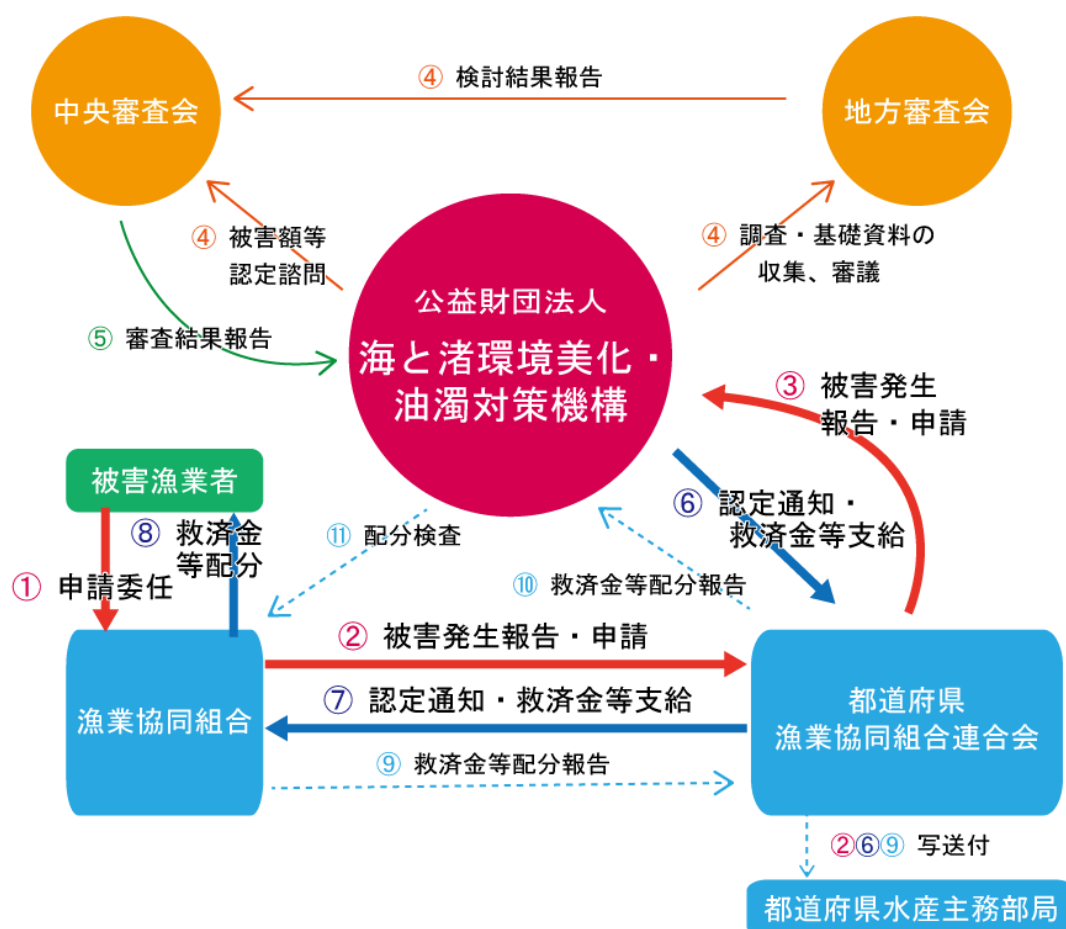 ④ 検討結果報告
中央審査会
地方審査会
④ 被害額等
認定諮問
④ 調査・基礎資料の
収集、審議
公益財団法人
海と渚環境美化・
油濁対策機構
⑤ 審査結果報告
③ 被害発生
報告・申請
被害漁業者
⑧ 救済金
等配分
① 申請委任
⑪ 配分検査
⑥ 認定通知・
救済金等支給
⑩ 救済金等配分報告
② 被害発生報告・申請
⑦ 認定通知・救済金等支給
⑨ 救済金等配分報告
漁業協同組合
都道府県
漁業協同組合連合会
②⑥⑨ 写送付
都道府県水産主務部局